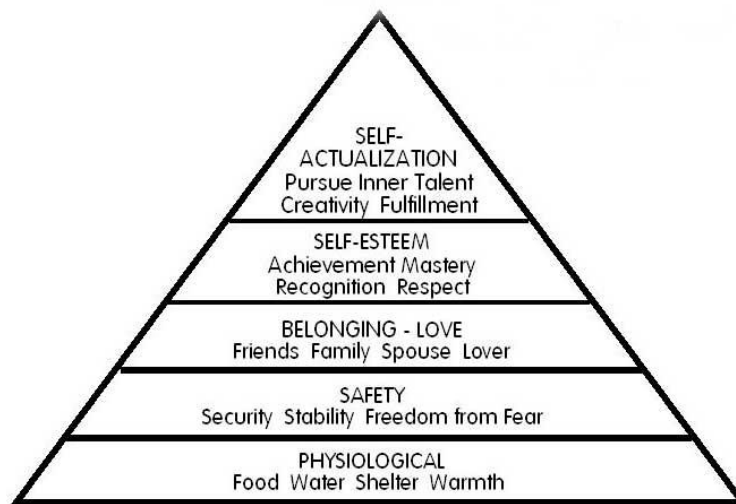 SELF-
ACTUALIZATION
Pursue Inner Talent
Creativity Fulfillment
SELF-ESTEEM
Achievement Mastery
Recognition Respect
BELONGING - LOVE
Friends Family Spouse Lover
SAFETY
Security Stability Freedom from Fear
PHYSIOLOGICAL
Food Water Shelter Warmth